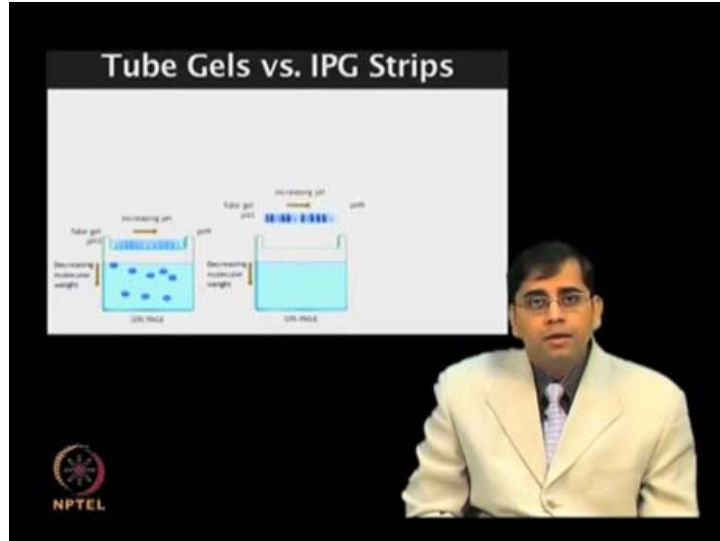 Tube Gels vs. IPG Strips
Increasing pH
Tube gel
pH3
pH9
Decreasing
molecular
weight
SDS PAGE
Increasing pH
Tube gel
pH3
pH9
Decreasing
molecular
weight
SDS PAGE
NPTEL